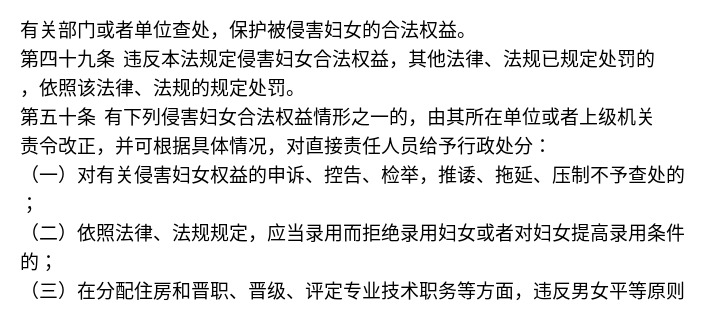 有关部门或者单位查处，保护被侵害妇女的合法权益。
第四十九条 违反本法规定侵害妇女合法权益，其他法律、法规已规定处罚的
，依照该法律、法规的规定处罚。
第五十条 有下列侵害妇女合法权益情形之一的，由其所在单位或者上级机关
责令改正，并可根据具体情况，对直接责任人员给予行政处分：
（一）对有关侵害妇女权益的申诉、控告、检举，推诿、拖延、压制不予查处的
；
（二）依照法律、法规规定，应当录用而拒绝录用妇女或者对妇女提高录用条件
的；
（三）在分配住房和晋职、晋级、评定专业技术职务等方面，违反男女平等原则